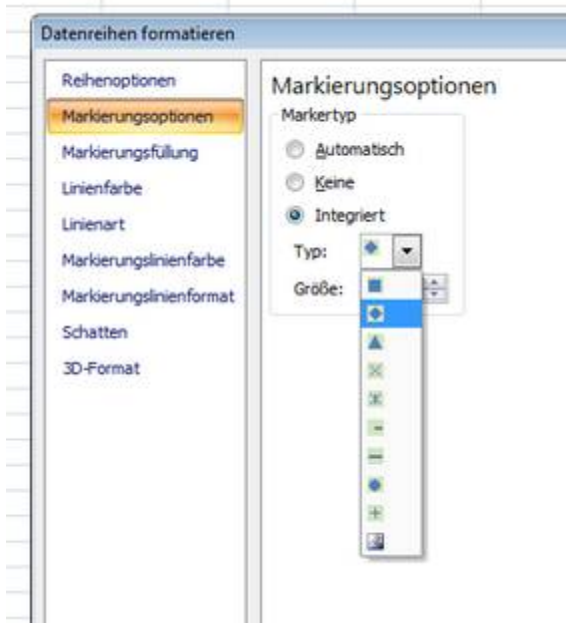 Datenreihen formatieren
Reihenoptionen
Markierungsoptionen
Markierungsfüllung
Linienfarbe
Linienart
Markierungslinienfarbe
Markierungslinienformat
Schatten
3D-Format
Markierungsoptionen
Markertyp
Automatisch
Keine
Integriert
Typ:
Größe: